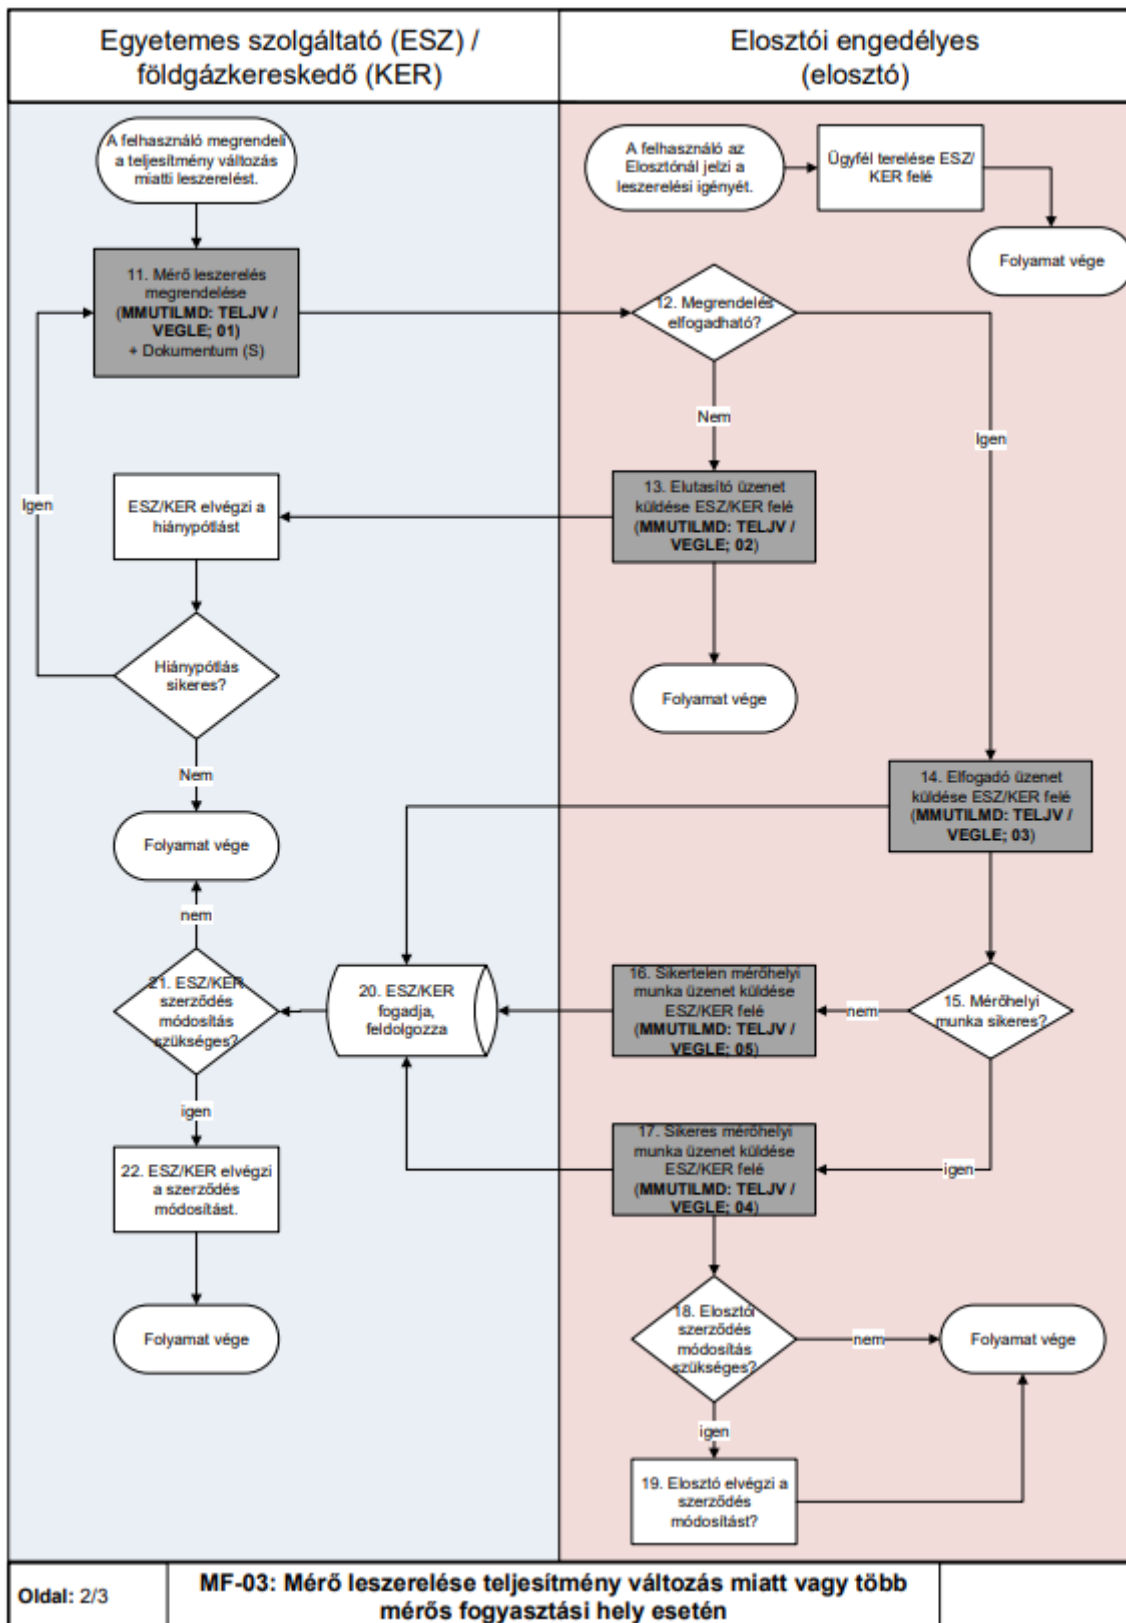 Egyetemes szolgáltató (ESZ) /
földgázkereskedő (KER)
Elosztói engedélyes
(elosztó)
A felhasználó megrendeli
a teljesítmény változás
miatti leszerelést.
A felhasználó az
Elosztónál jelzi a
leszerelési igényét.
Ügyfél terelése ESZ/
KER felé
Folyamat vége
11. Mérő leszerelés
megrendelése
(MMUTILMD: TELJV /
VEGLE; 01)
+ Dokumentum (S)
12. Megrendelés
elfogadható?
Nem
Igen
Igen
13. Elutasító üzenet
küldése ESZ/KER felé
(MMUTILMD: TELJV /
VEGLE; 02)
ESZ/KER elvégzi a
hiánypótlást
Hiánypótlás
sikeres?
Folyamat vége
Nem
14. Elfogadó üzenet
küldése ESZ/KER felé
(MMUTILMD: TELJV /
VEGLE; 03)
Folyamat vége
nem
21. ESZ/KER
szerződés
módosítás
szükséges?
20. ESZ/KER
fogadja,
feldolgozza
16. Sikertelen mérőhelyi
munka üzenet küldése
ESZ/KER felé
(MMUTILMD: TELJV /
VEGLE; 05)
nem
15. Mérőhelyi
munka sikeres?
igen
17. Sikeres mérőhelyi
munka üzenet küldése
ESZ/KER felé
(MMUTILMD: TELJV /
VEGLE; 04)
igen
22. ESZ/KER elvégzi
a szerződés
módosítást.
18. Elosztói
szerződés
módosítás
szükséges?
nem
Folyamat vége
Folyamat vége
igen
19. Elosztó elvégzi a
szerződés
módosítást?
Oldal: 2/3
MF-03: Mérő leszerelése teljesítmény változás miatt vagy több
mérős fogyasztási hely esetén